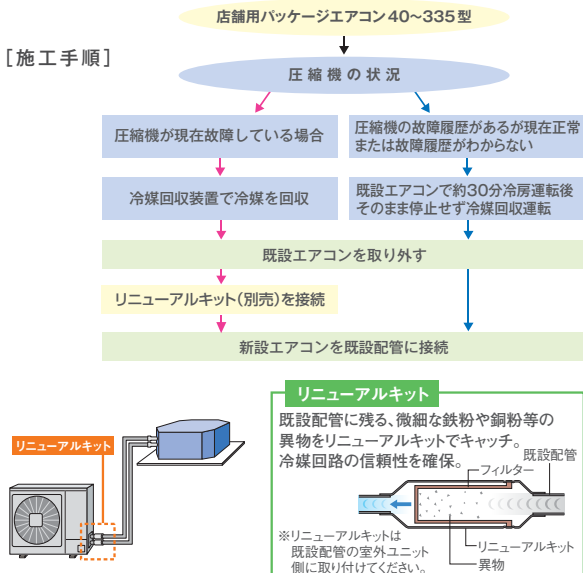 店舗用パッケージエアコン40~335型
[施工手順]
圧縮機の状況
圧縮機が現在故障している場合
圧縮機の故障履歴があるが現在正常
または故障履歴がわからない
冷媒回収装置で冷媒を回収
既設エアコンで約30分冷房運転後
そのまま停止せず冷媒回収運転
既設エアコンを取り外す
リニューアルキット(別売)を接続
新設エアコンを既設配管に接続
リニューアルキット
リニューアルキット
既設配管に残る、微細な鉄粉や銅粉等の
異物をリニューアルキットでキャッチ。
冷媒回路の信頼性を確保。
既設配管
フィルター
※リニューアルキットは
既設配管の室外ユニット
側に取り付けてください。
リニューアルキット
異物